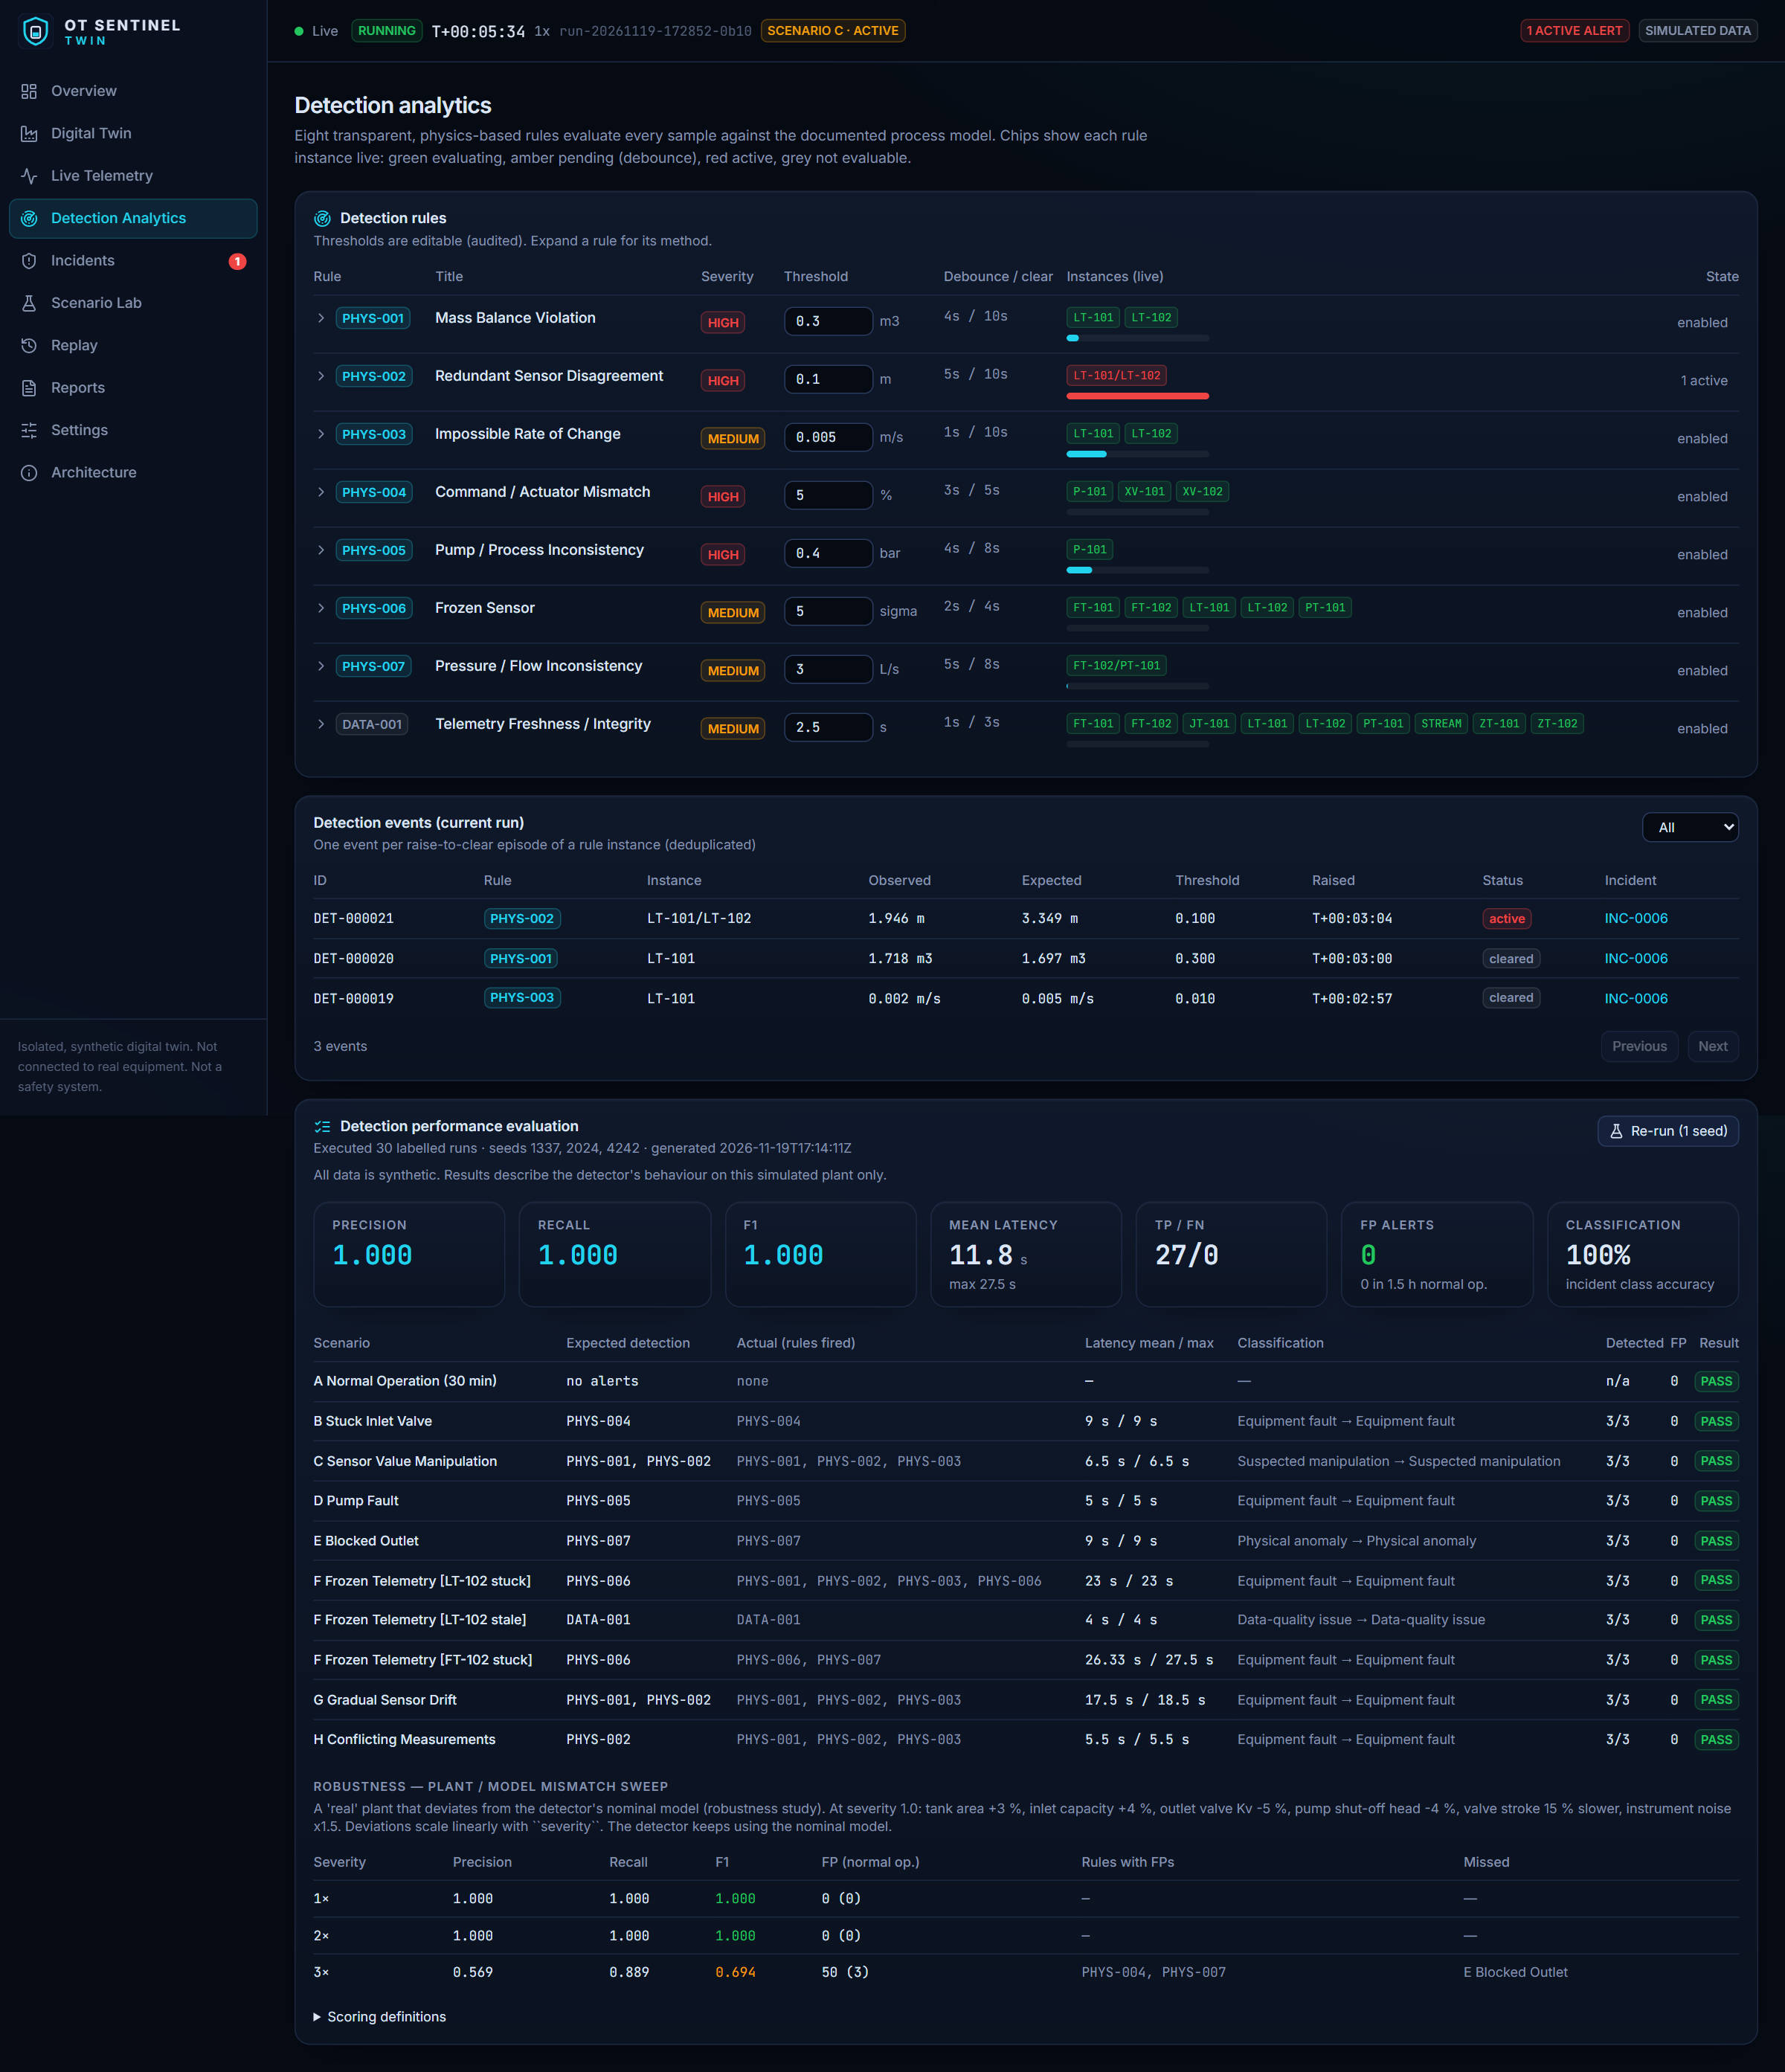 OT SENTINEL
TWIN
Overview
Digital Twin
Live Telemetry
Detection Analytics
Incidents 1
Scenario Lab
Replay
Reports
Settings
Architecture
Isolated, synthetic digital twin. Not
connected to real equipment. Not a
safety system.
Live RUNNING T+00:05:34 1x run-20261119-172852-0b10 SCENARIO C · ACTIVE 1 ACTIVE ALERT SIMULATED DATA
Detection analytics
Eight transparent, physics-based rules evaluate every sample against the documented process model. Chips show each rule
instance live: green evaluating, amber pending (debounce), red active, grey not evaluable.
Detection rules
Thresholds are editable (audited). Expand a rule for its method.
Rule Title Severity Threshold Debounce / clear Instances (live) State
PHYS-001 Mass Balance Violation HIGH 0.3 m3 4s / 10s LT-101 LT-102 enabled
PHYS-002 Redundant Sensor Disagreement HIGH 0.1 m 5s / 10s LT-101/LT-102 1 active
PHYS-003 Impossible Rate of Change MEDIUM 0.005 m/s 1s / 10s LT-101 LT-102 enabled
PHYS-004 Command / Actuator Mismatch HIGH 5 % 3s / 5s P-101 XV-101 XV-102 enabled
PHYS-005 Pump / Process Inconsistency HIGH 0.4 bar 4s / 8s P-101 enabled
PHYS-006 Frozen Sensor MEDIUM 5 sigma 2s / 4s FT-101 FT-102 LT-101 LT-102 PT-101 enabled
PHYS-007 Pressure / Flow Inconsistency MEDIUM 3 L/s 5s / 8s FT-102/PT-101 enabled
DATA-001 Telemetry Freshness / Integrity MEDIUM 2.5 s 1s / 3s FT-101 FT-102 JT-101 LT-101 LT-102 PT-101 STREAM ZT-101 ZT-102 enabled
Detection events (current run) All
One event per raise-to-clear episode of a rule instance (deduplicated)
ID Rule Instance Observed Expected Threshold Raised Status Incident
DET-000021 PHYS-002 LT-101/LT-102 1.946 m 3.349 m 0.100 T+00:03:04 active INC-0006
DET-000020 PHYS-001 LT-101 1.718 m3 1.697 m3 0.300 T+00:03:00 cleared INC-0006
DET-000019 PHYS-003 LT-101 0.002 m/s 0.005 m/s 0.010 T+00:02:57 cleared INC-0006
3 events Previous Next
Detection performance evaluation Re-run (1 seed)
Executed 30 labelled runs · seeds 1337, 2024, 4242 · generated 2026-11-19T17:14:11Z
All data is synthetic. Results describe the detector's behaviour on this simulated plant only.
PRECISION RECALL F1 MEAN LATENCY TP / FN FP ALERTS CLASSIFICATION
1.000 1.000 1.000 11.8 s 27/0 0 100%
max 27.5 s 0 in 1.5 h normal op. incident class accuracy
Scenario Expected detection Actual (rules fired) Latency mean / max Classification Detected FP Result
A Normal Operation (30 min) no alerts none — — n/a 0 PASS
B Stuck Inlet Valve PHYS-004 PHYS-004 9 s / 9 s Equipment fault → Equipment fault 3/3 0 PASS
C Sensor Value Manipulation PHYS-001, PHYS-002 PHYS-001, PHYS-002, PHYS-003 6.5 s / 6.5 s Suspected manipulation → Suspected manipulation 3/3 0 PASS
D Pump Fault PHYS-005 PHYS-005 5 s / 5 s Equipment fault → Equipment fault 3/3 0 PASS
E Blocked Outlet PHYS-007 PHYS-007 9 s / 9 s Physical anomaly → Physical anomaly 3/3 0 PASS
F Frozen Telemetry [LT-102 stuck] PHYS-006 PHYS-001, PHYS-002, PHYS-003, PHYS-006 23 s / 23 s Equipment fault → Equipment fault 3/3 0 PASS
F Frozen Telemetry [LT-102 stale] DATA-001 DATA-001 4 s / 4 s Data-quality issue → Data-quality issue 3/3 0 PASS
F Frozen Telemetry [FT-102 stuck] PHYS-006 PHYS-006, PHYS-007 26.33 s / 27.5 s Equipment fault → Equipment fault 3/3 0 PASS
G Gradual Sensor Drift PHYS-001, PHYS-002 PHYS-001, PHYS-002, PHYS-003 17.5 s / 18.5 s Equipment fault → Equipment fault 3/3 0 PASS
H Conflicting Measurements PHYS-002 PHYS-001, PHYS-002, PHYS-003 5.5 s / 5.5 s Equipment fault → Equipment fault 3/3 0 PASS
ROBUSTNESS — PLANT / MODEL MISMATCH SWEEP
A 'real' plant that deviates from the detector's nominal model (robustness study). At severity 1.0: tank area +3 %, inlet capacity +4 %, outlet valve Kv -5 %, pump shut-off head -4 %, valve stroke 15 % slower, instrument noise
x1.5. Deviations scale linearly with ``severity``. The detector keeps using the nominal model.
Severity Precision Recall F1 FP (normal op.) Rules with FPs Missed
1× 1.000 1.000 1.000 0 (0) — —
2× 1.000 1.000 1.000 0 (0) — —
3× 0.569 0.889 0.694 50 (3) PHYS-004, PHYS-007 E Blocked Outlet
Scoring definitions